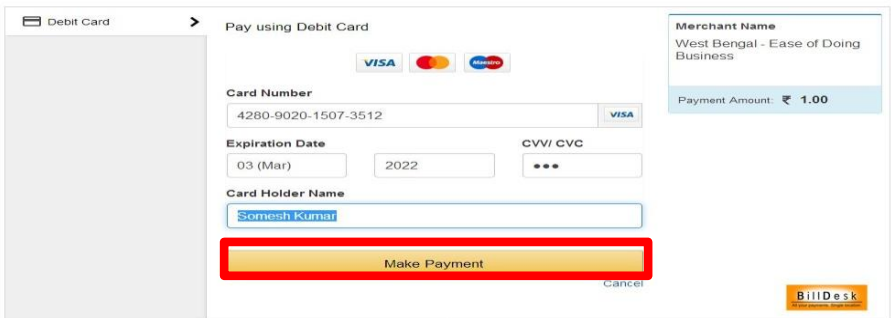 Debit Card
Pay using Debit Card
VISA Maestro
Card Number
4280-9020-1507-3512 VISA
Expiration Date CVV/ CVC
03 (Mar) 2022 •••
Card Holder Name
Somesh Kumar
Make Payment
Cancel
Merchant Name
West Bengal - Ease of Doing
Business
Payment Amount: ₹ 1.00
BillDesk